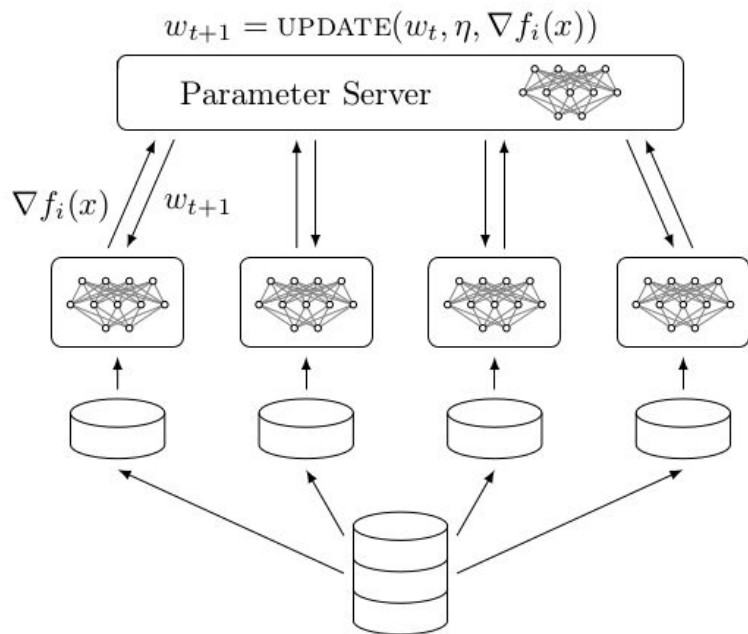 w_{t+1} = UPDATE(w_t, η, ∇f_i(x))
Parameter Server
∇f_i(x)
w_{t+1}